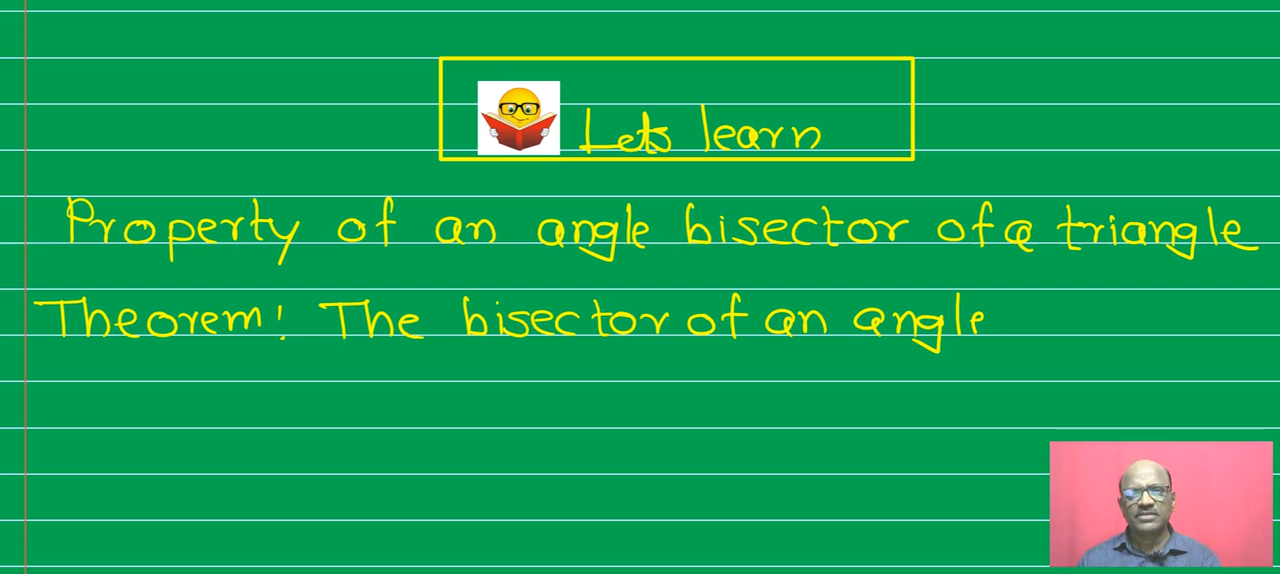 Lets learn
Property of an angle bisector of a triangle
Theorem: The bisector of an angle